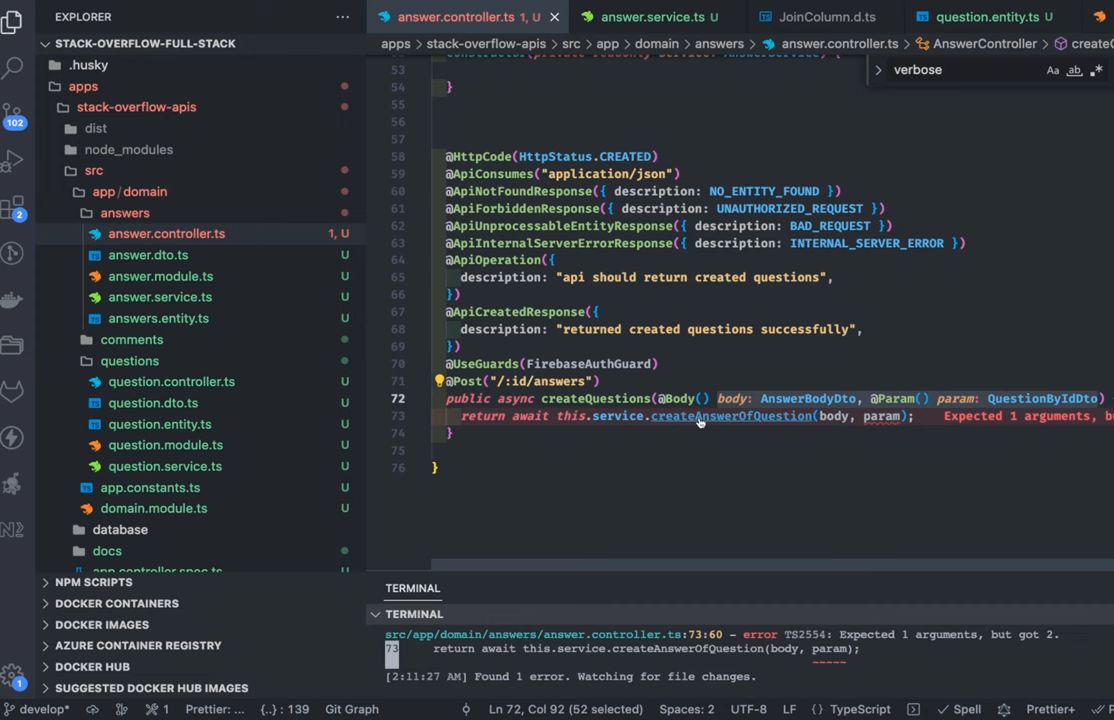 EXPLORER
···
STACK-OVERFLOW-FULL-STACK
.husky
apps
stack-overflow-apis
dist
node_modules
src
app/domain
answers
answer.controller.ts 1, U
answer.dto.ts U
answer.module.ts U
answer.service.ts U
answers.entity.ts U
comments
questions
question.controller.ts U
question.dto.ts U
question.entity.ts U
question.module.ts U
question.service.ts U
app.constants.ts U
domain.module.ts U
database
docs
app.controller.spec.ts
NPM SCRIPTS
DOCKER CONTAINERS
DOCKER IMAGES
AZURE CONTAINER REGISTRY
DOCKER HUB
SUGGESTED DOCKER HUB IMAGES
102
2
1
answer.controller.ts 1, U
answer.service.ts U
JoinColumn.d.ts
question.entity.ts U
apps > stack-overflow-apis > src > app > domain > answers > answer.controller.ts > AnswerController >
verbose
Aa ab .*
53
54 }
55
56
57
58 @HttpCode(HttpStatus.CREATED)
59 @ApiConsumes("application/json")
60 @ApiNotFoundResponse({ description: NO_ENTITY_FOUND })
61 @ApiForbiddenResponse({ description: UNAUTHORIZED_REQUEST })
62 @ApiUnprocessableEntityResponse({ description: BAD_REQUEST })
63 @ApiInternalServerErrorResponse({ description: INTERNAL_SERVER_ERROR })
64 @ApiOperation({
65 description: "api should return created questions",
66 })
67 @ApiCreatedResponse({
68 description: "returned created questions successfully",
69 })
70 @UseGuards(FirebaseAuthGuard)
71 @Post("/:id/answers")
72 public async createQuestions(@Body() body: AnswerBodyDto, @Param() param: QuestionByIdDto)
73 return await this.service.createAnswerOfQuestion(body, param); Expected 1 arguments, b
74 }
75
76 }
TERMINAL
TERMINAL
src/app/domain/answers/answer.controller.ts:73:60 - error TS2554: Expected 1 arguments, but got 2.
73 return await this.service.createAnswerOfQuestion(body, param);
~~~~~
[2:11:27 AM] Found 1 error. Watching for file changes.
develop* 1 Prettier: ... {..} : 139 Git Graph Ln 72, Col 92 (52 selected) Spaces: 2 UTF-8 LF {} TypeScript Spell Prettier+